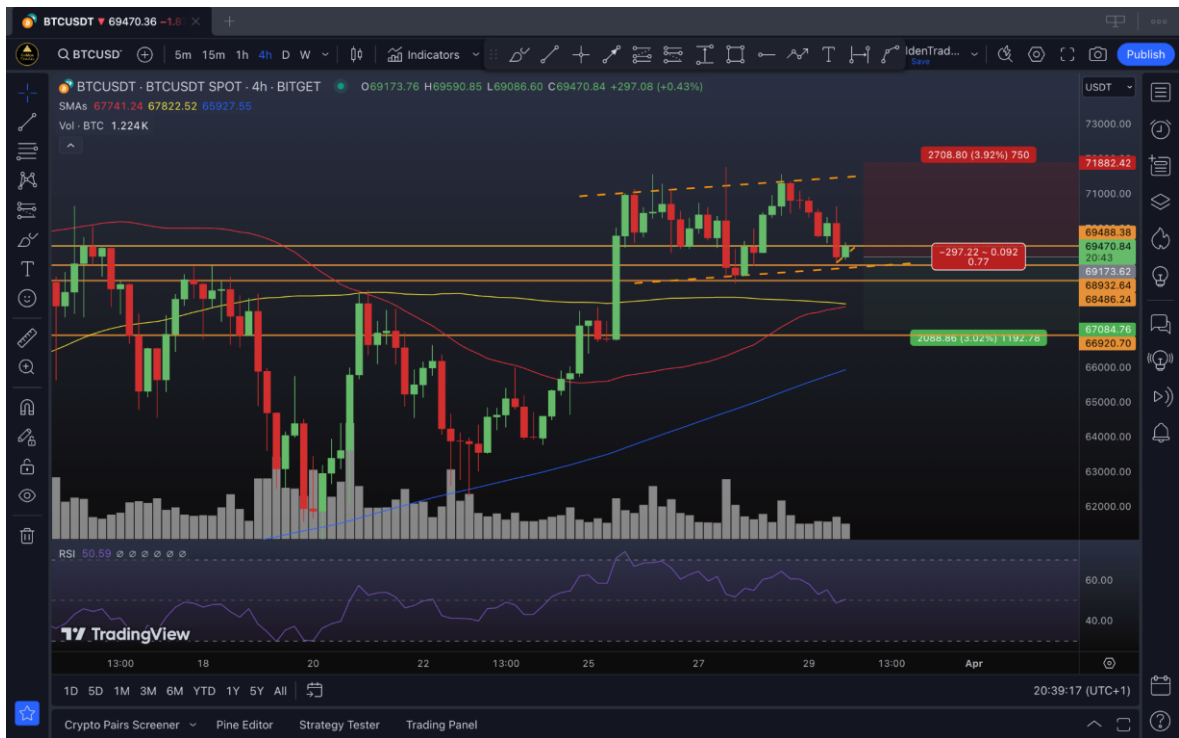 BTCUSDT ▼ 69470.36 −1.8
BTCUSD
5m 15m 1h 4h D W
Indicators
ldenTrad...
Save
Publish
BTCUSDT · BTCUSDT SPOT · 4h · BITGET O69173.76 H69590.85 L69086.60 C69470.84 +297.08 (+0.43%)
USDT
SMAs 67741.24 67822.52 65927.55
Vol · BTC 1.224K
73000.00
2708.80 (3.92%) 750
71882.42
71000.00
69488.38
69470.84
20:43
−297.22 ~ 0.092
0.77
69173.62
68932.64
68486.24
67084.76
2088.86 (3.02%) 1192.78
66920.70
66000.00
65000.00
64000.00
63000.00
62000.00
RSI 50.59 ∅ ∅ ∅ ∅ ∅ ∅
60.00
40.00
TradingView
13:00 18 20 22 13:00 25 27 29 13:00 Apr
1D 5D 1M 3M 6M YTD 1Y 5Y All
20:39:17 (UTC+1)
Crypto Pairs Screener Pine Editor Strategy Tester Trading Panel